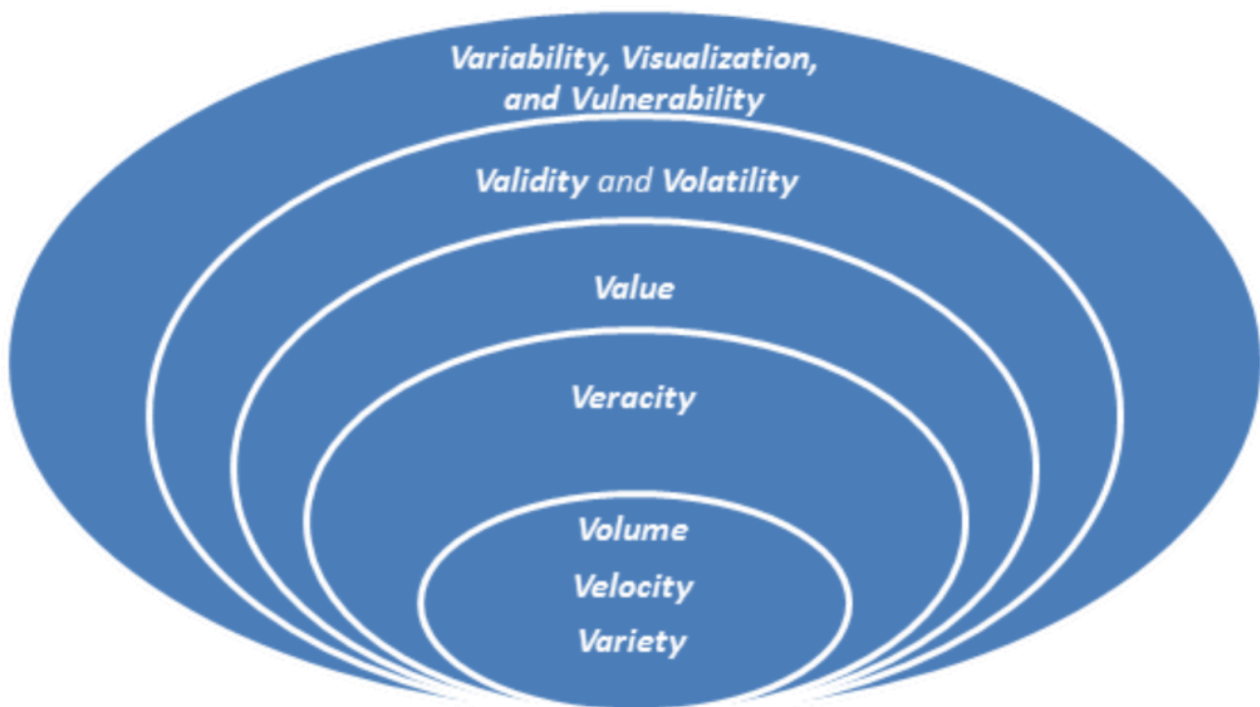 Variability, Visualization,
and Vulnerability
Validity and Volatility
Value
Veracity
Volume
Velocity
Variety